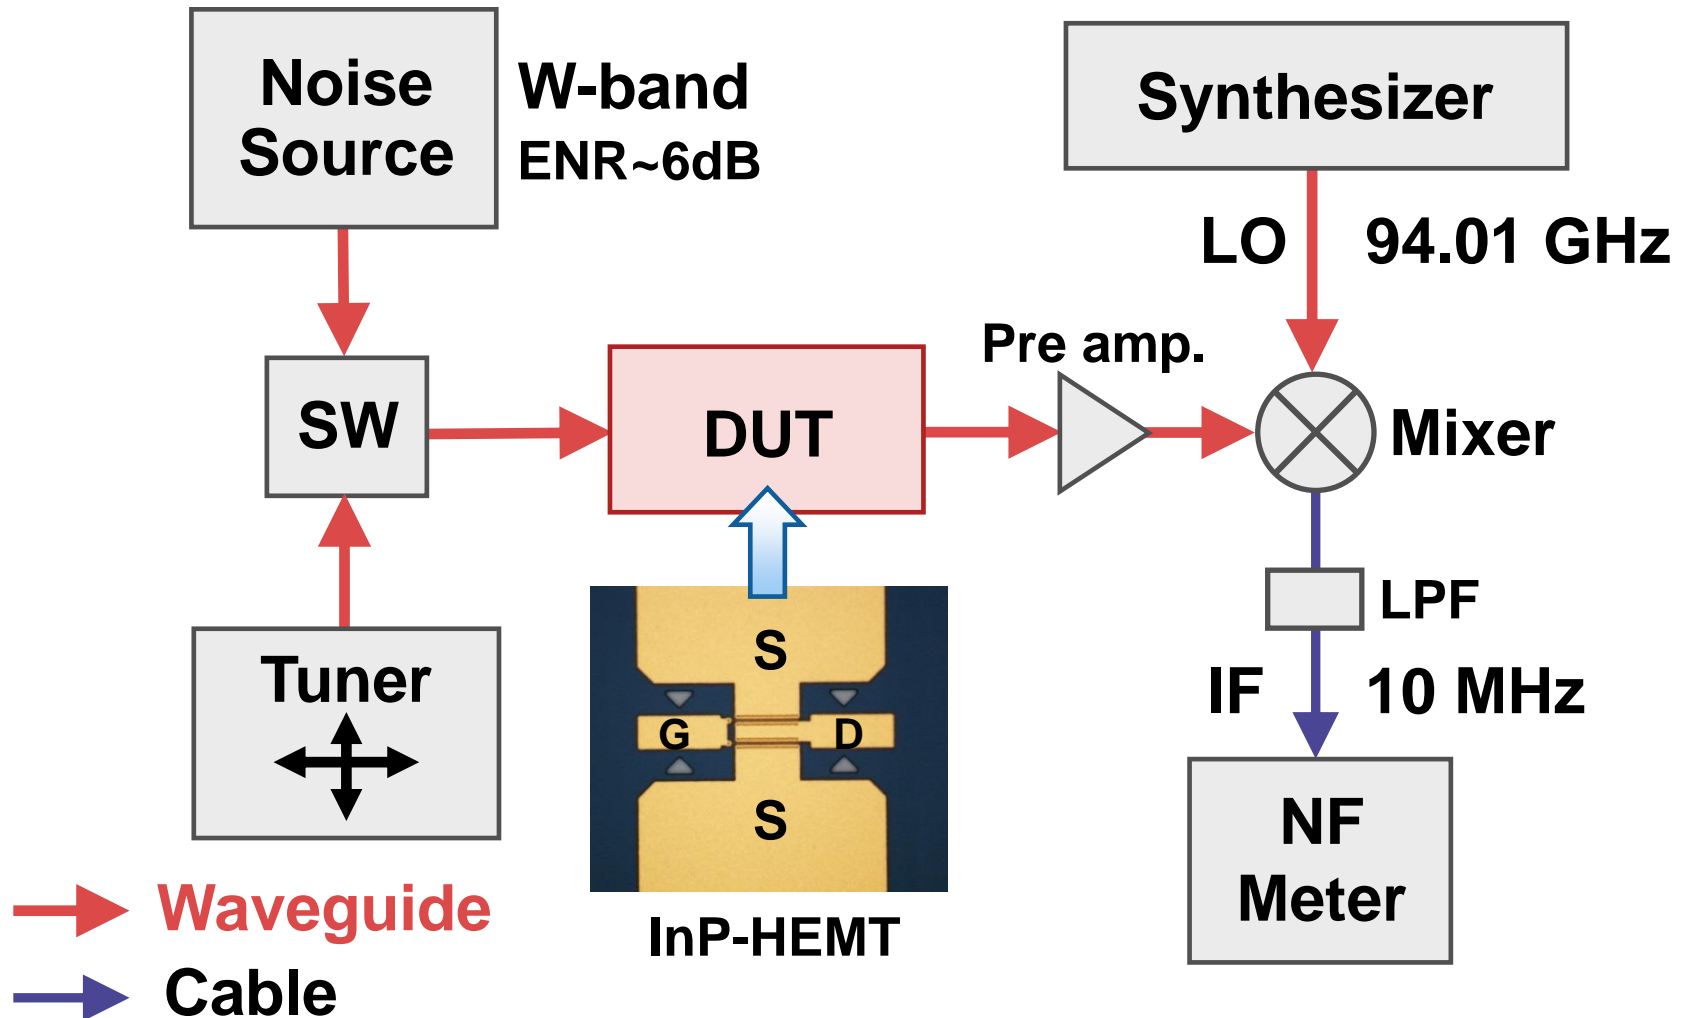 Noise
Source
W-band
ENR~6dB
Synthesizer
LO 94.01 GHz
Pre amp.
SW
DUT
Mixer
LPF
Tuner
IF 10 MHz
S
G D
S
NF
Meter
InP-HEMT
Waveguide
Cable